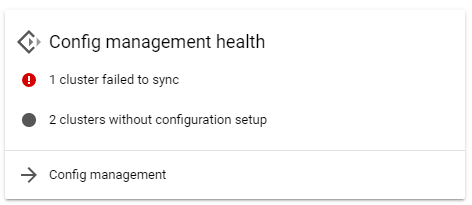 Config management health
1 cluster failed to sync
2 clusters without configuration setup
Config management